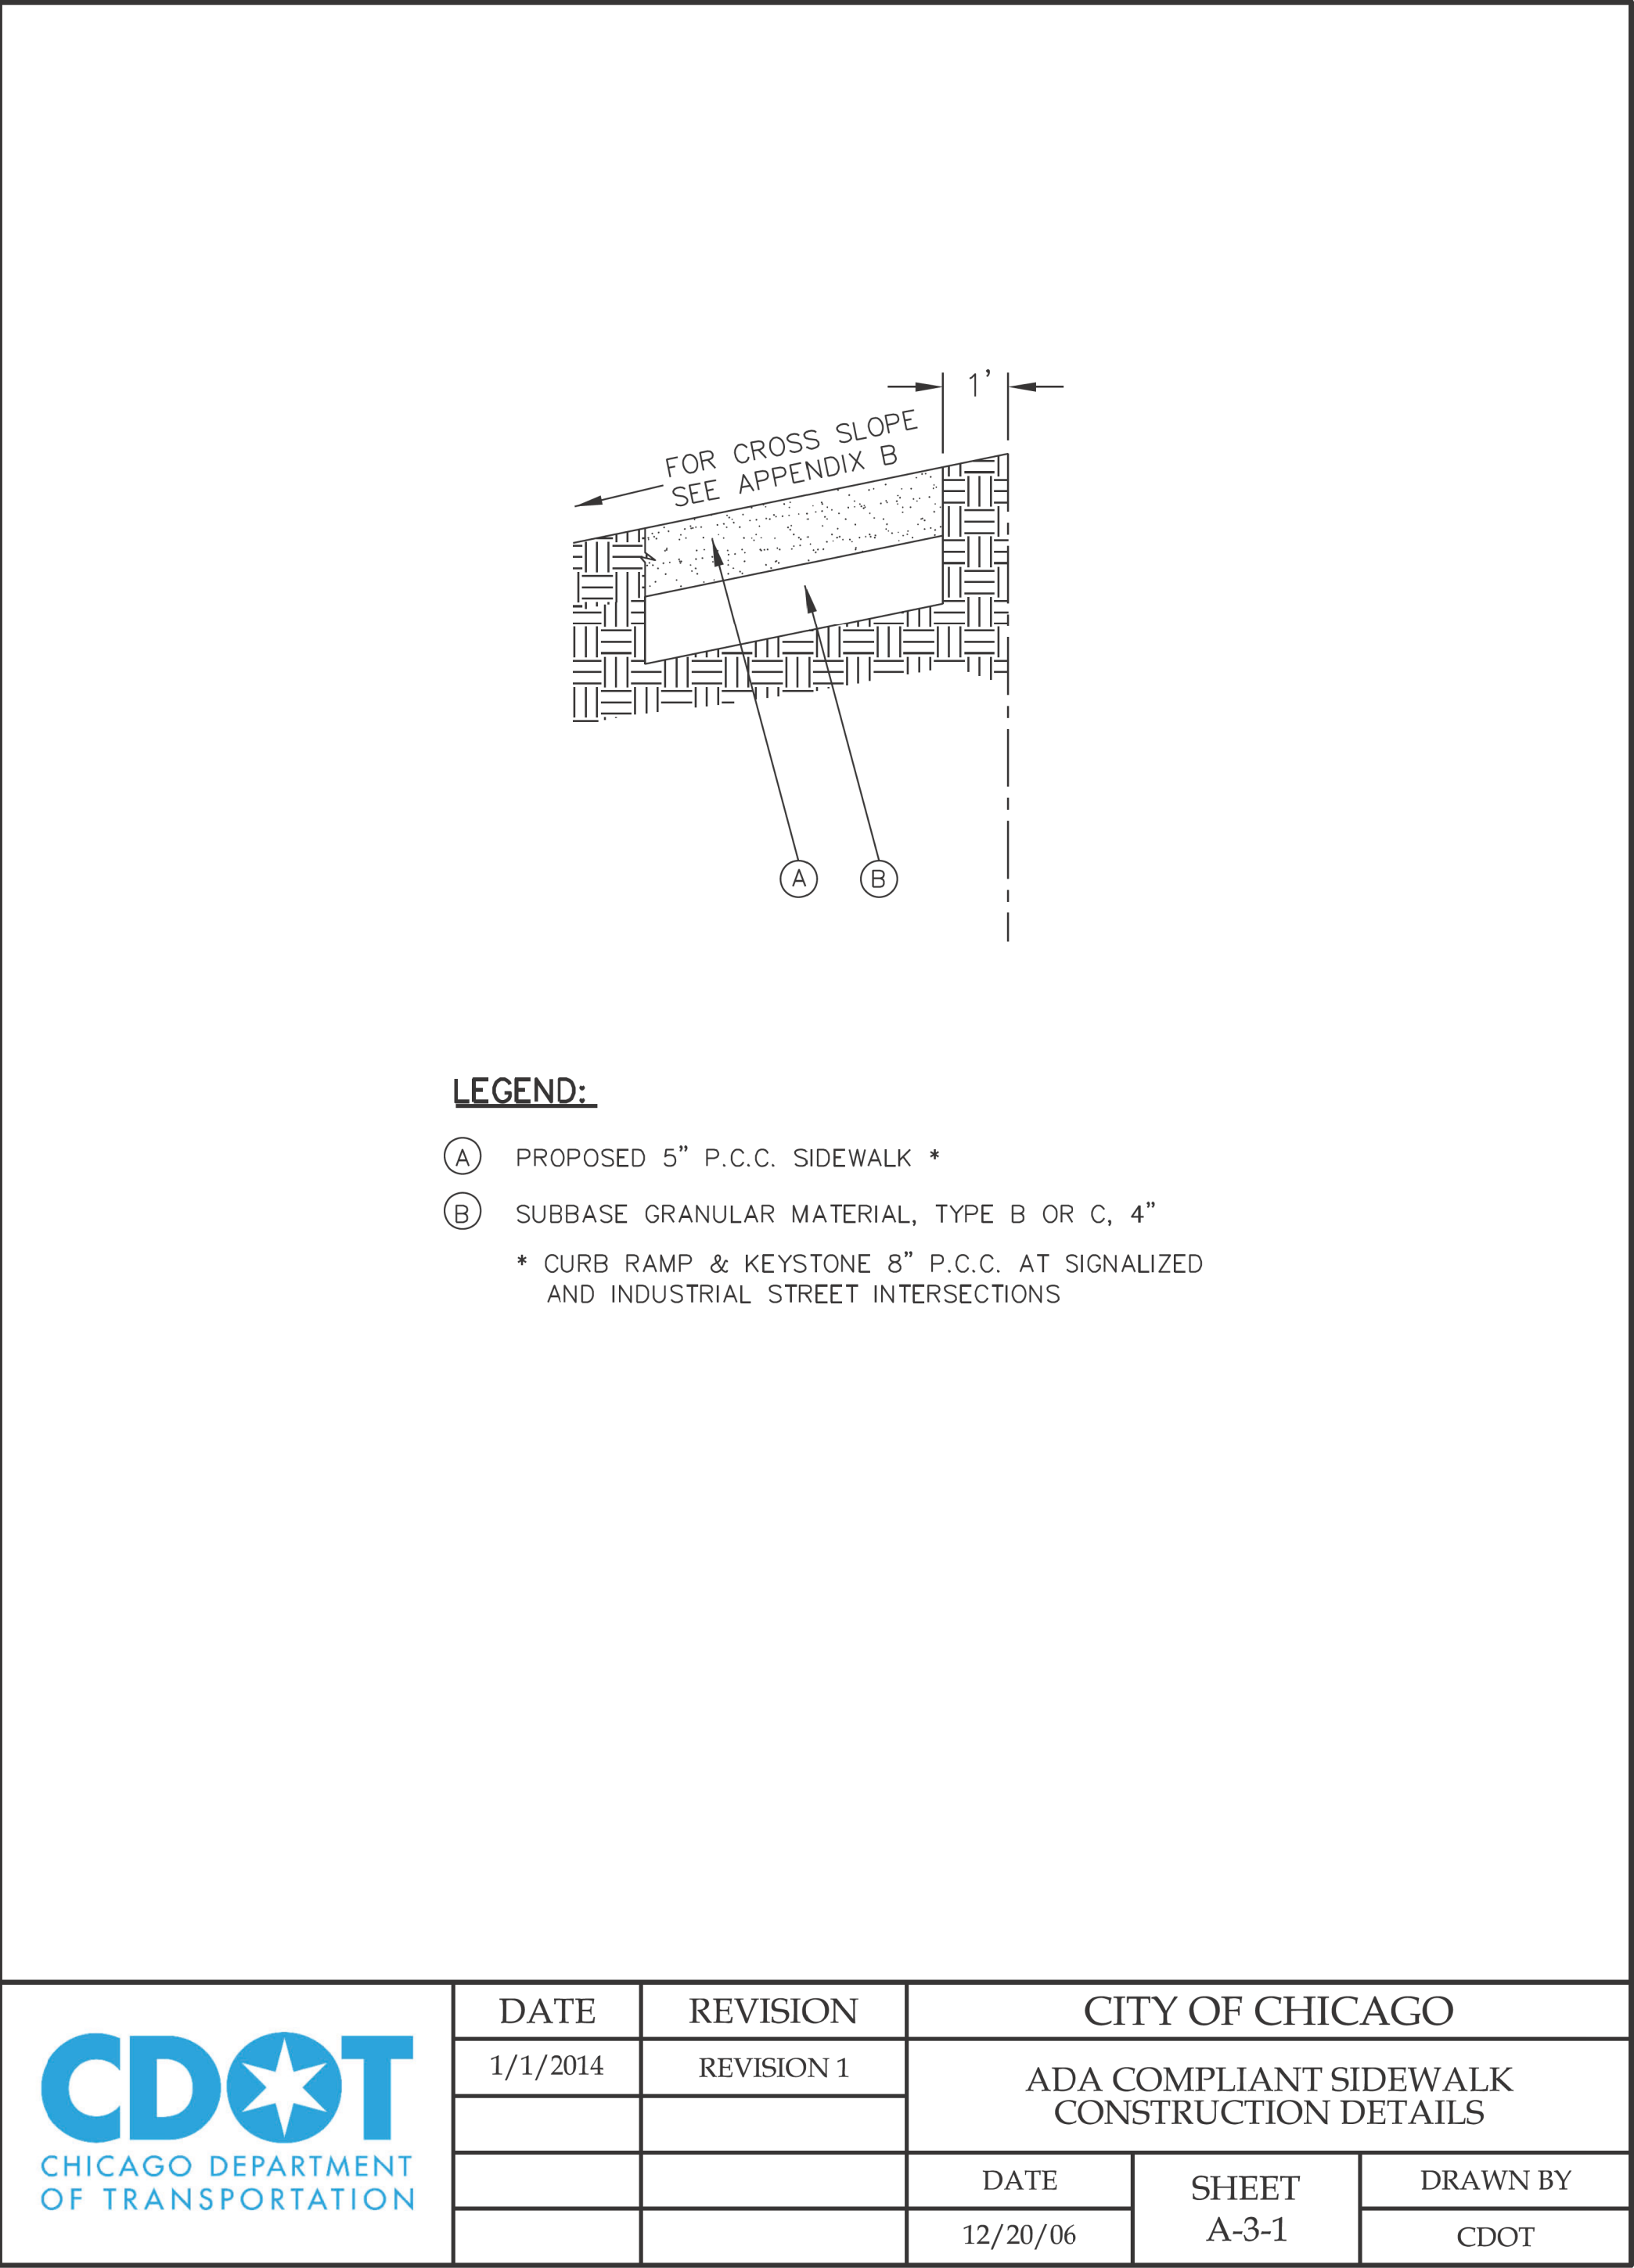 1’
FOR CROSS SLOPE
SEE APPENDIX B
A
B
LEGEND:
A PROPOSED 5” P.C.C. SIDEWALK *
B SUBBASE GRANULAR MATERIAL, TYPE B OR C, 4”
* CURB RAMP & KEYSTONE 8” P.C.C. AT SIGNALIZED
AND INDUSTRIAL STREET INTERSECTIONS
CDOT
CHICAGO DEPARTMENT
OF TRANSPORTATION
DATE REVISION
1/1/2014 REVISION 1
CITY OF CHICAGO
ADA COMPLIANT SIDEWALK
CONSTRUCTION DETAILS
DATE
12/20/06
SHEET
A-3-1
DRAWN BY
CDOT